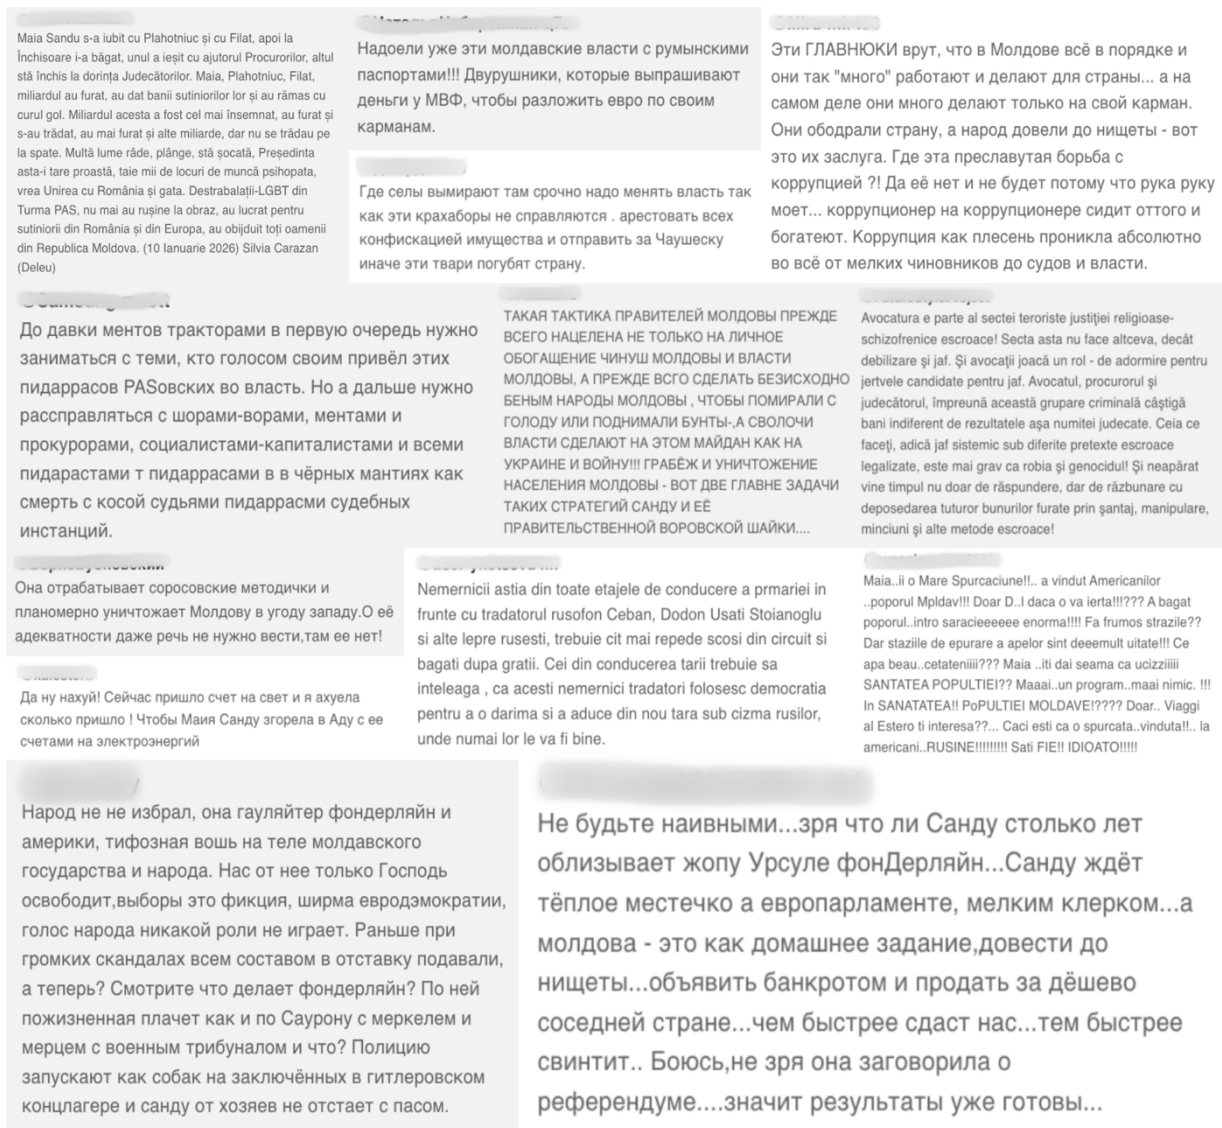 Maia Sandu s-a iubit cu Plahotniuc și cu Filat, apoi la
Închisoare i-a băgat, unul a ieșit cu ajutorul Procurorilor, altul
stă închis la dorința Judecătorilor. Maia, Plahotniuc, Filat,
miliardul au furat, au dat banii sutiniorilor lor și au rămas cu
curul gol. Miliardul acesta a fost cel mai însemnat, au furat și
s-au trădat, au mai furat și alte miliarde, dar nu se trădau pe
la spate. Multă lume râde, plânge, stă șocată, Președinta
asta-i tare proastă, taie mii de locuri de muncă psihopata,
vrea Unirea cu România și gata. Destrabalații-LGBT din
Turma PAS, nu mai au rușine la obraz, au lucrat pentru
sutiniorii din România și din Europa, au obijduit toți oamenii
din Republica Moldova. (10 Ianuarie 2026) Silvia Carazan
(Deleu)
Надоели уже эти молдавские власти с румынскими
паспортами!!! Двурушники, которые выпрашивают
деньги у МВФ, чтобы разложить евро по своим
карманам.
Где селы вымирают там срочно надо менять власть так
как эти крахаборы не справляются . арестовать всех
конфискацией имущества и отправить за Чаушеску
иначе эти твари погубят страну.
Эти ГЛАВНЮКИ врут, что в Молдове всё в порядке и
они так "много" работают и делают для страны... а на
самом деле они много делают только на свой карман.
Они ободрали страну, а народ довели до нищеты - вот
это их заслуга. Где эта преславутая борьба с
коррупцией ?! Да её нет и не будет потому что рука руку
моет... коррупционер на коррупционере сидит оттого и
богатеют. Коррупция как плесень проникла абсолютно
во всё от мелких чиновников до судов и власти.
До давки ментов тракторами в первую очередь нужно
заниматься с теми, кто голосом своим привёл этих
пидаррасов PASовских во власть. Но а дальше нужно
расправляться с шорами-ворами, ментами и
прокурорами, социалистами-капиталистами и всеми
пидарастами т пидаррасами в в чёрных мантиях как
смерть с косой судьями пидаррасми судебных
инстанций.
ТАКАЯ ТАКТИКА ПРАВИТЕЛЕЙ МОЛДОВЫ ПРЕЖДЕ
ВСЕГО НАЦЕЛЕНА НЕ ТОЛЬКО НА ЛИЧНОЕ
ОБОГАЩЕНИЕ ЧИНУШ МОЛДОВЫ И ВЛАСТИ
МОЛДОВЫ, А ПРЕЖДЕ ВСГО СДЕЛАТЬ БЕЗИСХОДНО
БЕНЫМ НАРОДЫ МОЛДОВЫ , ЧТОБЫ ПОМИРАЛИ С
ГОЛОДУ ИЛИ ПОДНИМАЛИ БУНТЫ-,А СВОЛОЧИ
ВЛАСТИ СДЕЛАЮТ НА ЭТОМ МАЙДАН КАК НА
УКРАИНЕ И ВОЙНУ!!! ГРАБЁЖ И УНИЧТОЖЕНИЕ
НАСЕЛЕНИЯ МОЛДОВЫ - ВОТ ДВЕ ГЛАВНЕ ЗАДАЧИ
ТАКИХ СТРАТЕГИЙ САНДУ И ЕЁ
ПРАВИТЕЛЬСТВЕННОЙ ВОРОВСКОЙ ШАЙКИ....
Avocatura e parte al sectei teroriste justiţiei religioase-
schizofrenice escroace! Secta asta nu face altceva, decât
debilizare şi jaf. Şi avocaţii joacă un rol - de adormire pentru
jertvele candidate pentru jaf. Avocatul, procurorul şi
judecătorul, împreună această grupare criminală câştigă
bani indiferent de rezultatele aşa numitei judecate. Ceia ce
faceţi, adică jaf sistemic sub diferite pretexte escroace
legalizate, este mai grav ca robia şi genocidul! Şi neapărat
vine timpul nu doar de răspundere, dar de răzbunare cu
deposedarea tuturor bunurilor furate prin şantaj, manipulare,
minciuni şi alte metode escroace!
Она отрабатывает соросовские методички и
планомерно уничтожает Молдову в угоду западу.О её
адекватности даже речь не нужно вести,там ее нет!
Да ну нахуй! Сейчас пришло счет на свет и я ахуела
сколько пришло ! Чтобы Маия Санду згорела в Аду с ее
счетами на электроэнергий
Nemernicii astia din toate etajele de conducere a prmariei in
frunte cu tradatorul rusofon Ceban, Dodon Usati Stoianoglu
si alte lepre rusesti, trebuie cit mai repede scosi din circuit si
bagati dupa gratii. Cei din conducerea tarii trebuie sa
inteleaga , ca acesti nemernici tradatori folosesc democratia
pentru a o darima si a aduce din nou tara sub cizma rusilor,
unde numai lor le va fi bine.
Maia..ii o Mare Spurcaciune!!.. a vindut Americanilor
..poporul Mpldav!!! Doar D..l daca o va ierta!!!??? A bagat
poporul..intro saracieeeeee enorma!!!! Fa frumos strazile??
Dar staziile de epurare a apelor sint deeemult uitate!!! Ce
apa beau..cetateniiii??? Maia ..iti dai seama ca ucizziiiii
SANTATEA POPULTIEI?? Maaai..un program..maai nimic. !!!
In SANATATEA!! PoPULTIEI MOLDAVE!???? Doar.. Viaggi
al Estero ti interesa??... Caci esti ca o spurcata..vinduta!!.. la
americani..RUSINE!!!!!!!!! Sati FIE!! IDIOATO!!!!!
Народ не не избрал, она гауляйтер фондерляйн и
америки, тифозная вошь на теле молдавского
государства и народа. Нас от нее только Господь
освободит,выборы это фикция, ширма евродэмократии,
голос народа никакой роли не играет. Раньше при
громких скандалах всем составом в отставку подавали,
а теперь? Смотрите что делает фондерляйн? По ней
пожизненная плачет как и по Саурону с меркелем и
мерцем с военным трибуналом и что? Полицию
запускают как собак на заключённых в гитлеровском
концлагере и санду от хозяев не отстает с пасом.
Не будьте наивными...зря что ли Санду столько лет
облизывает жопу Урсуле фонДерляйн...Санду ждёт
тёплое местечко а европарламенте, мелким клерком...а
молдова - это как домашнее задание,довести до
нищеты...объявить банкротом и продать за дёшево
соседней стране...чем быстрее сдаст нас...тем быстрее
свинтит.. Боюсь,не зря она заговорила о
референдуме....значит результаты уже готовы...